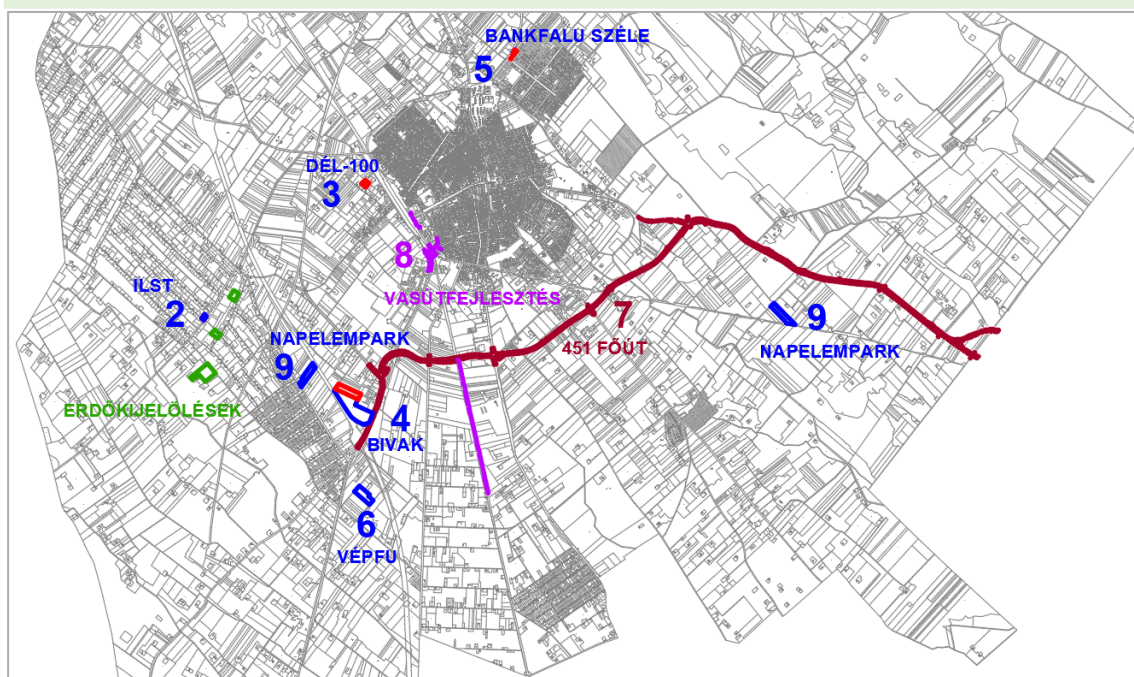 BANKFALU SZÉLE
5
DÉL-100
3
8
VASÚTFEJLESZTÉS
ILST
2
NAPELEMPARK
9
7
451 FŐÚT
9
NAPELEMPARK
ERDŐKIJELÖLÉSEK
4
BIVAK
6
VÉPFU